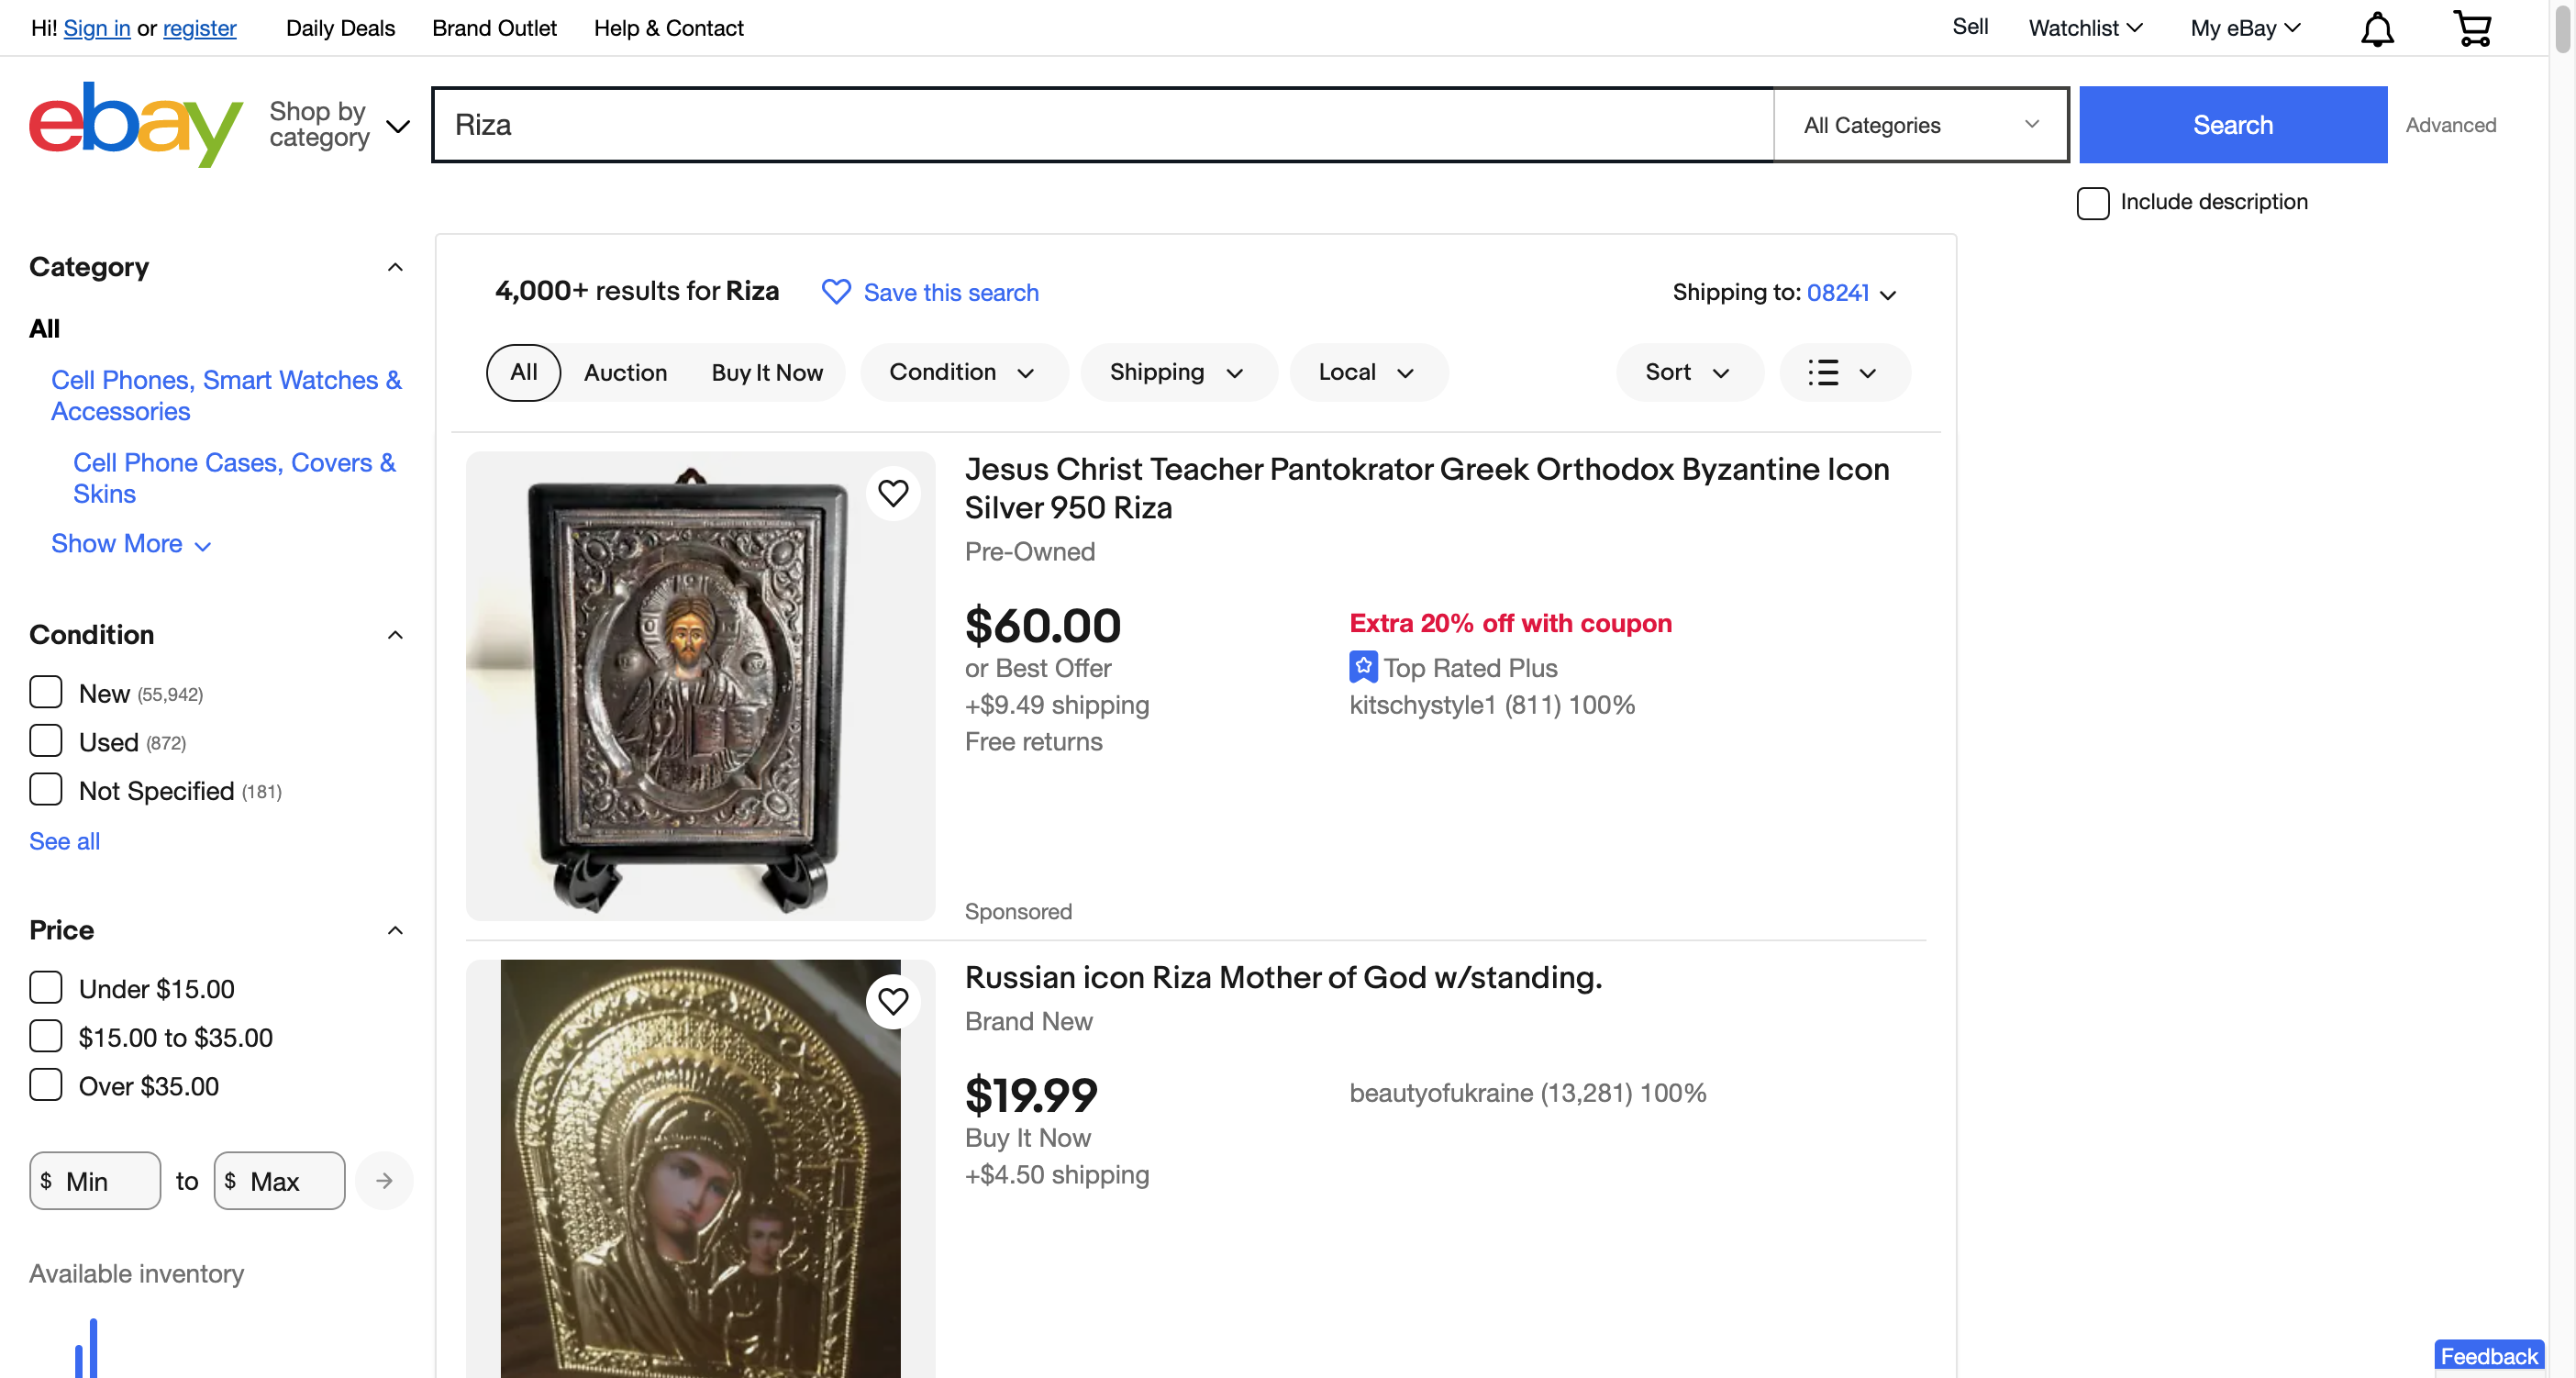 Hi! Sign in or register
Daily Deals
Brand Outlet
Help & Contact
Sell
Watchlist
My eBay
ebay
Shop by
category
Riza
All Categories
Search
Advanced
Include description
Category
All
Cell Phones, Smart Watches &
Accessories
Cell Phone Cases, Covers &
Skins
Show More
Condition
New (55,942)
Used (872)
Not Specified (181)
See all
Price
Under $15.00
$15.00 to $35.00
Over $35.00
$ Min to $ Max
Available inventory
4,000+ results for Riza
Save this search
Shipping to: 08241
All
Auction
Buy It Now
Condition
Shipping
Local
Sort
Jesus Christ Teacher Pantokrator Greek Orthodox Byzantine Icon
Silver 950 Riza
Pre-Owned
$60.00
or Best Offer
+$9.49 shipping
Free returns
Extra 20% off with coupon
Top Rated Plus
kitschystyle1 (811) 100%
Sponsored
Russian icon Riza Mother of God w/standing.
Brand New
$19.99
Buy It Now
+$4.50 shipping
beautyofukraine (13,281) 100%
Feedback